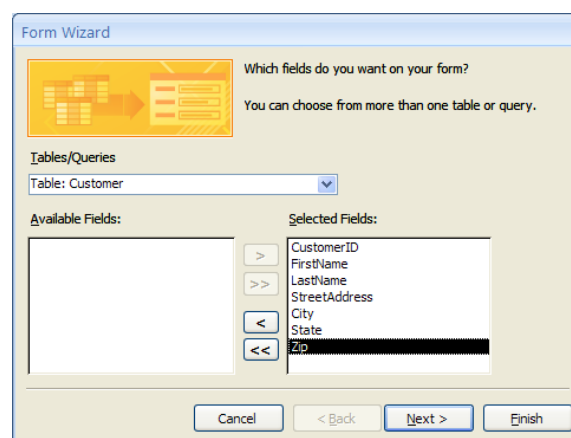 Form Wizard
Which fields do you want on your form?
You can choose from more than one table or query.
Tables/Queries
Table: Customer
Available Fields:
Selected Fields:
>
>>
<
<<
CustomerID
FirstName
LastName
StreetAddress
City
State
Zip
Cancel
< Back
Next >
Finish